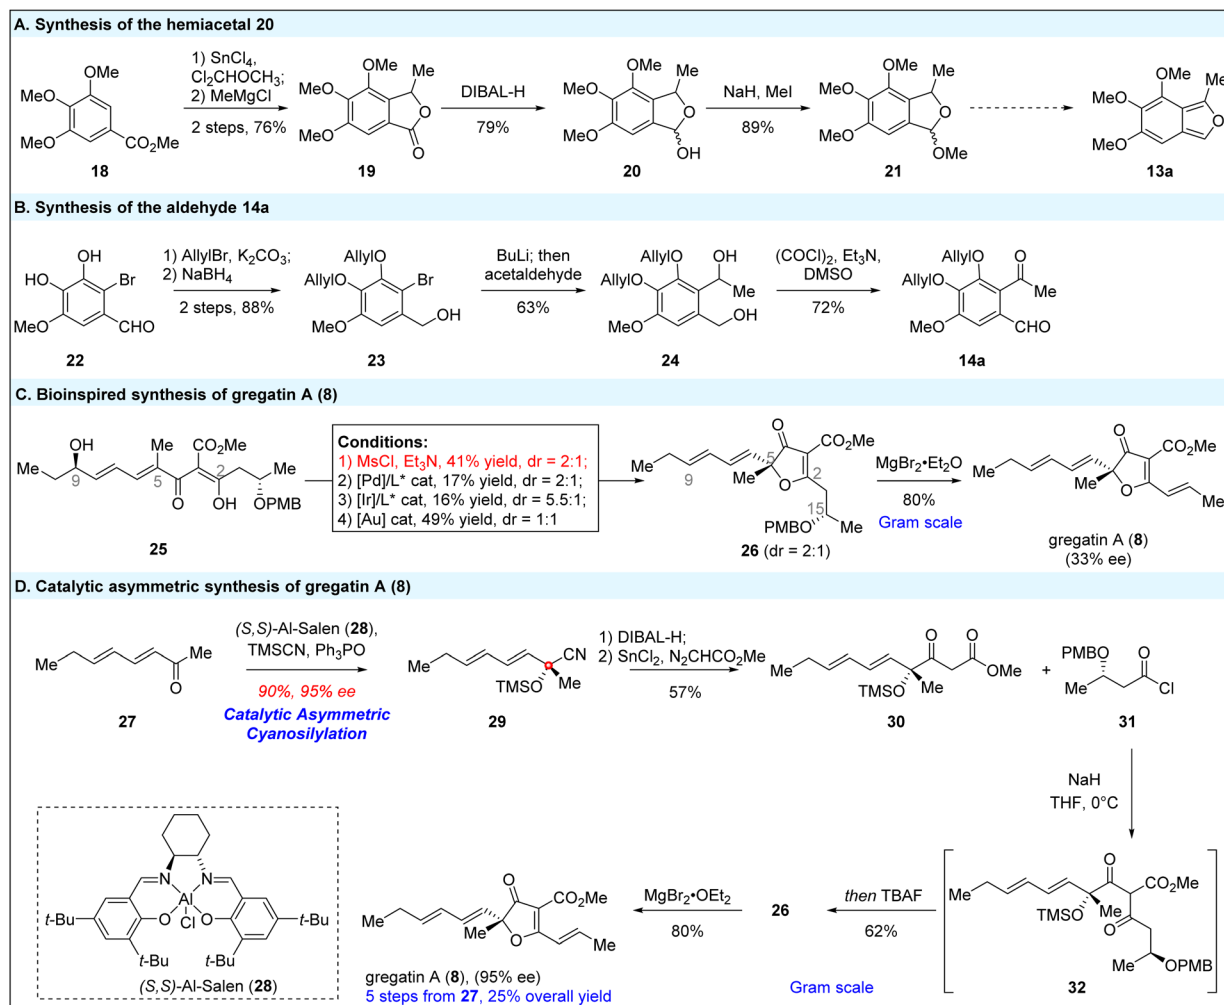 A. Synthesis of the hemiacetal 20
OMe
MeO
MeO
CO₂Me
18
1) SnCl₄,
Cl₂CHOCH₃;
2) MeMgCl
2 steps, 76%
OMe Me
MeO
MeO
O
O
19
DIBAL-H
79%
OMe Me
MeO
MeO
O
OH
20
NaH, MeI
89%
OMe Me
MeO
MeO
O
OMe
21
OMe Me
MeO
MeO
O
13a
B. Synthesis of the aldehyde 14a
OH
HO
Br
MeO
CHO
22
1) AllylBr, K₂CO₃;
2) NaBH₄
2 steps, 88%
AllylO
AllylO
Br
MeO
OH
23
BuLi; then
acetaldehyde
63%
AllylO
OH
AllylO
Me
MeO
OH
24
(COCl)₂, Et₃N,
DMSO
72%
AllylO
O
AllylO
Me
MeO
CHO
14a
C. Bioinspired synthesis of gregatin A (8)
OH
Et
9
Me
5
O
CO₂Me
2
OH
Me
OPMB
25
Conditions:
1) MsCl, Et₃N, 41% yield, dr = 2:1;
2) [Pd]/L* cat, 17% yield, dr = 2:1;
3) [Ir]/L* cat, 16% yield, dr = 5.5:1;
4) [Au] cat, 49% yield, dr = 1:1
Me
9
5
Me
O
CO₂Me
O
2
15
PMBO
Me
26 (dr = 2:1)
MgBr₂•Et₂O
80%
Gram scale
Me
O
CO₂Me
Me
O
Me
gregatin A (8)
(33% ee)
D. Catalytic asymmetric synthesis of gregatin A (8)
Me
Me
O
27
(S,S)-Al-Salen (28),
TMSCN, Ph₃PO
90%, 95% ee
Catalytic Asymmetric
Cyanosilylation
Me
CN
TMSO Me
29
1) DIBAL-H;
2) SnCl₂, N₂CHCO₂Me
57%
Me
O
O
OMe
TMSO Me
30
+
PMBO
O
Me
Cl
31
NaH
THF, 0°C
N
N
Al
O
Cl
O
t-Bu
t-Bu
t-Bu
t-Bu
(S,S)-Al-Salen (28)
Me
O
CO₂Me
Me
O
Me
gregatin A (8), (95% ee)
5 steps from 27, 25% overall yield
MgBr₂•OEt₂
80%
26
then TBAF
62%
Gram scale
Me
O
CO₂Me
TMSO Me
O
Me
OPMB
32